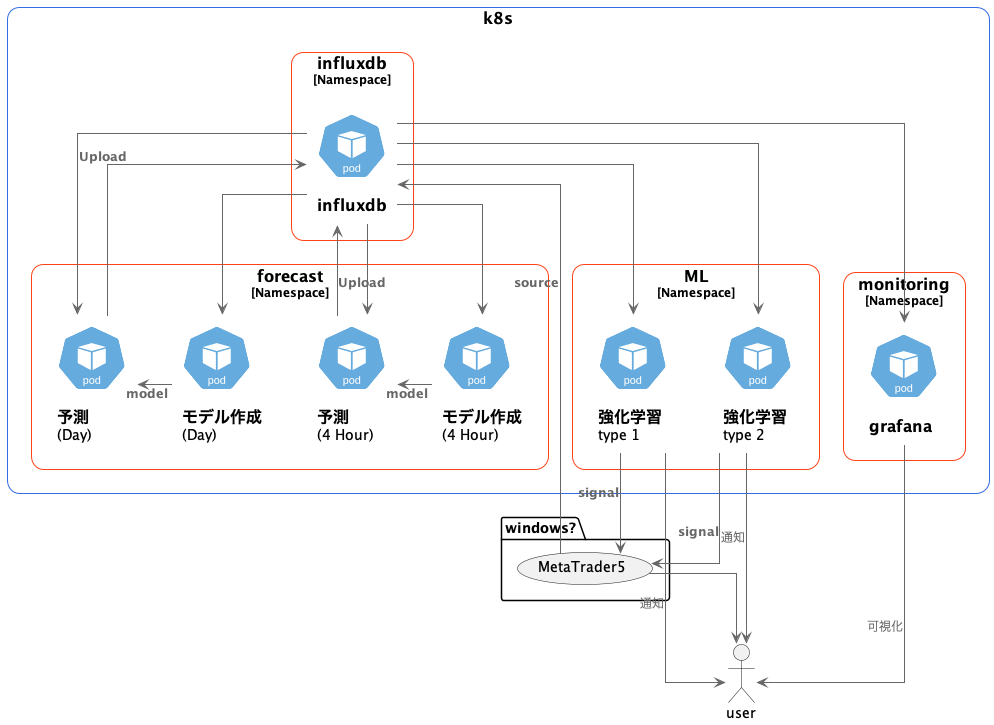 k8s
influxdb
[Namespace]
pod
influxdb
Upload
forecast
[Namespace]
Upload
source
ML
[Namespace]
monitoring
[Namespace]
pod
予測
(Day)
model
pod
モデル作成
(Day)
pod
予測
(4 Hour)
model
pod
モデル作成
(4 Hour)
pod
強化学習
type 1
pod
強化学習
type 2
pod
grafana
signal
signal
通知
windows?
MetaTrader5
通知
可視化
user